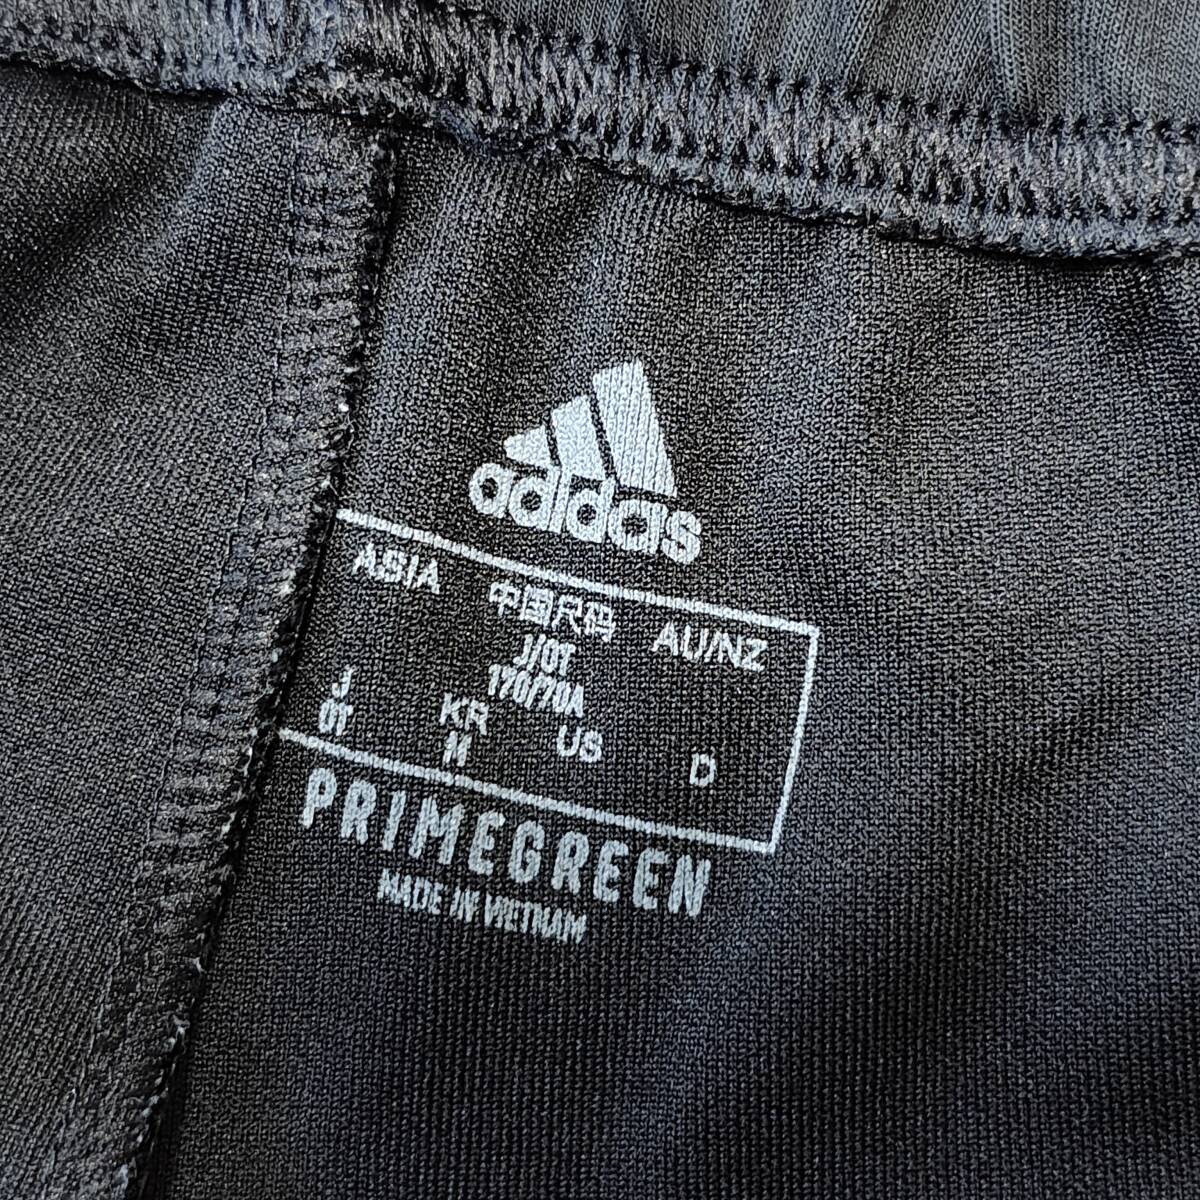 adidas
ASIA 中国尺码 AU/NZ
J/OT
170/70A
J KR US D
OT M
PRIMEGREEN
MADE IN VIETNAM